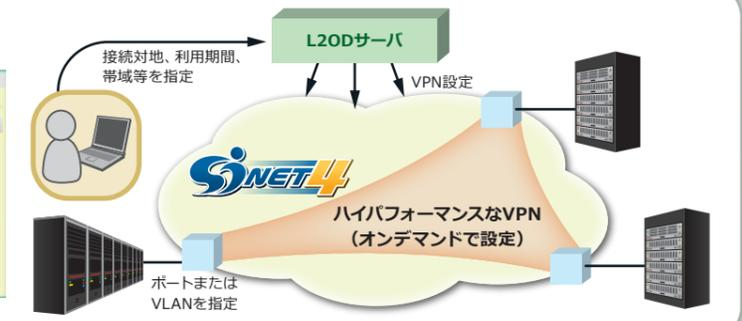 L2ODサーバ
接続対地、利用期間、
帯域等を指定
VPN設定
SINET4
ハイパフォーマンスなVPN
（オンデマンドで設定）
ポートまたは
VLANを指定